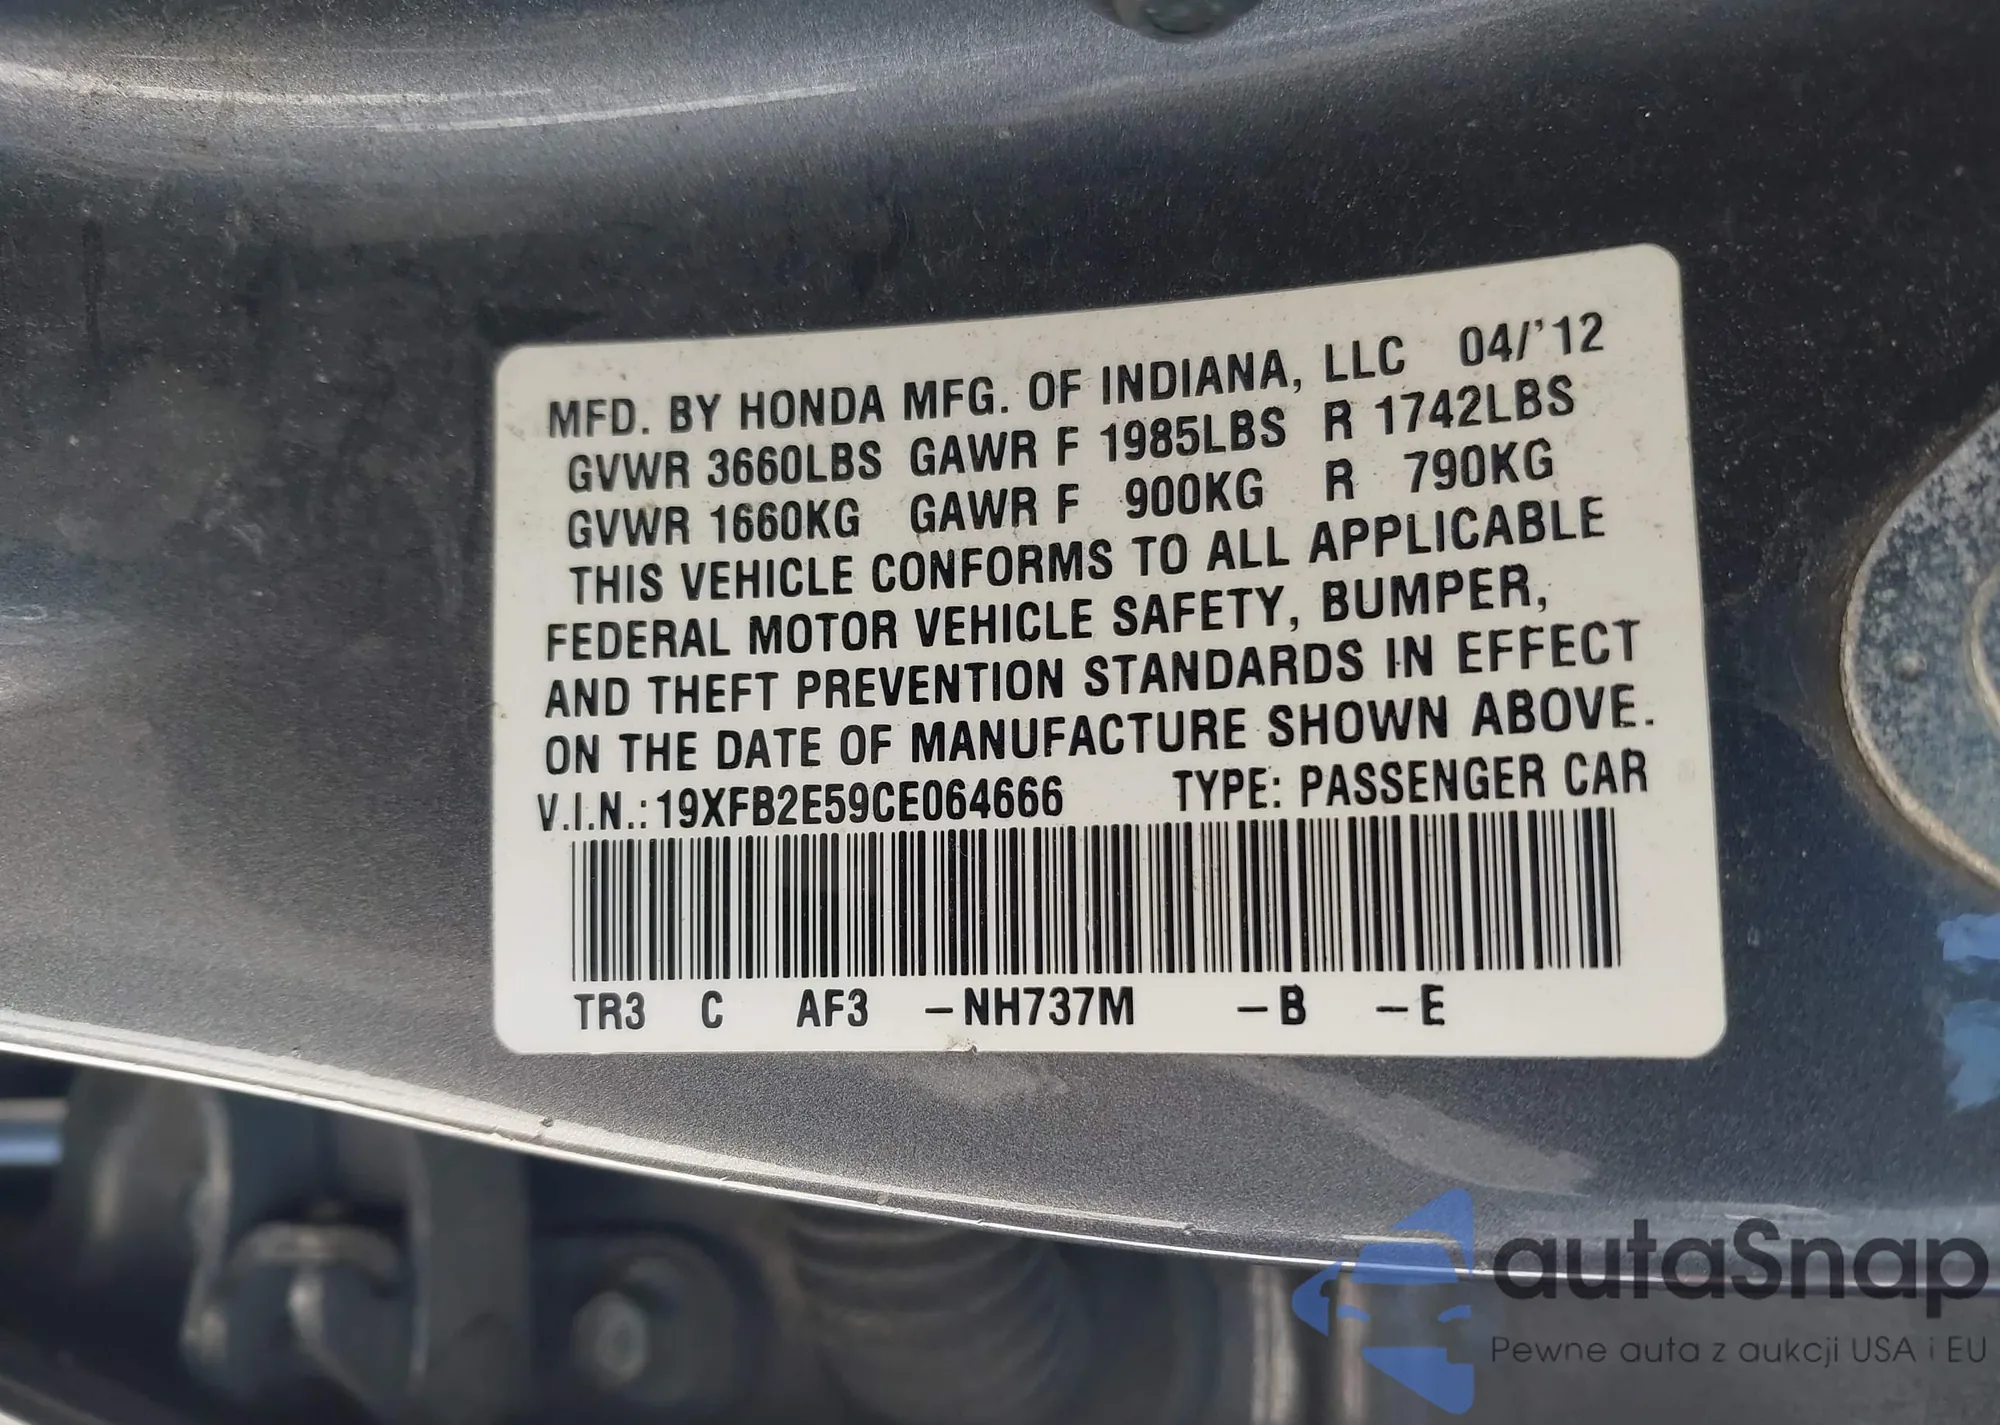 MFD. BY HONDA MFG. OF INDIANA, LLC 04/'12
GVWR 3660LBS GAWR F 1985LBS R 1742LBS
GVWR 1660KG GAWR F 900KG R 790KG
THIS VEHICLE CONFORMS TO ALL APPLICABLE
FEDERAL MOTOR VEHICLE SAFETY, BUMPER,
AND THEFT PREVENTION STANDARDS IN EFFECT
ON THE DATE OF MANUFACTURE SHOWN ABOVE.
V.I.N.: 19XFB2E59CE064666 TYPE: PASSENGER CAR
TR3 C AF3 –NH737M –B –E
autaSnap
Pewne auta z aukcji USA i EU